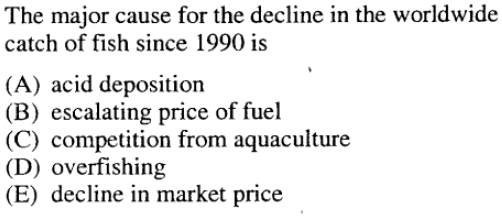 The major cause for the decline in the worldwide
catch of fish since 1990 is
(A) acid deposition
(B) escalating price of fuel
(C) competition from aquaculture
(D) overfishing
(E) decline in market price